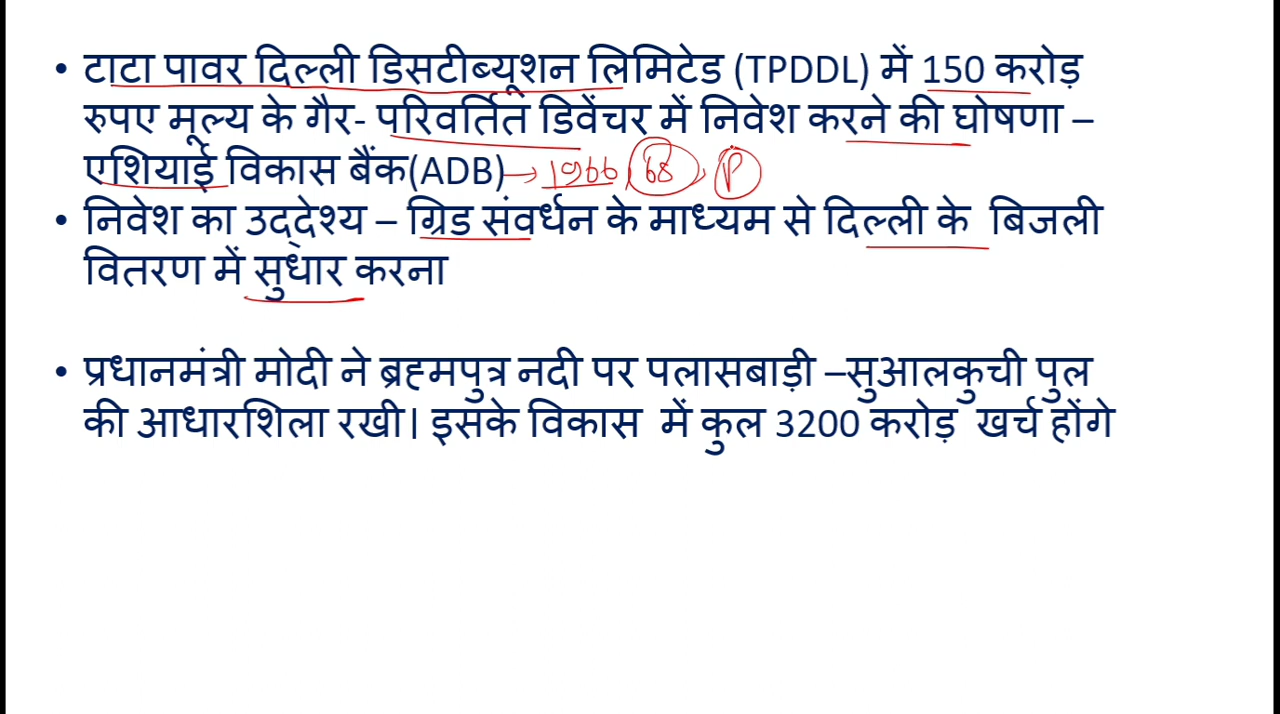 • टाटा पावर दिल्ली डिसटीब्यूशन लिमिटेड (TPDDL) में 150 करोड़
रुपए मूल्य के गैर- परिवर्तित डिवेंचर में निवेश करने की घोषणा –
एशियाई विकास बैंक(ADB) → 1966, 68, P
• निवेश का उद्देश्य – ग्रिड संवर्धन के माध्यम से दिल्ली के बिजली
वितरण में सुधार करना
• प्रधानमंत्री मोदी ने ब्रह्मपुत्र नदी पर पलासबाड़ी –सुआलकुची पुल
की आधारशिला रखी। इसके विकास में कुल 3200 करोड़ खर्च होंगे